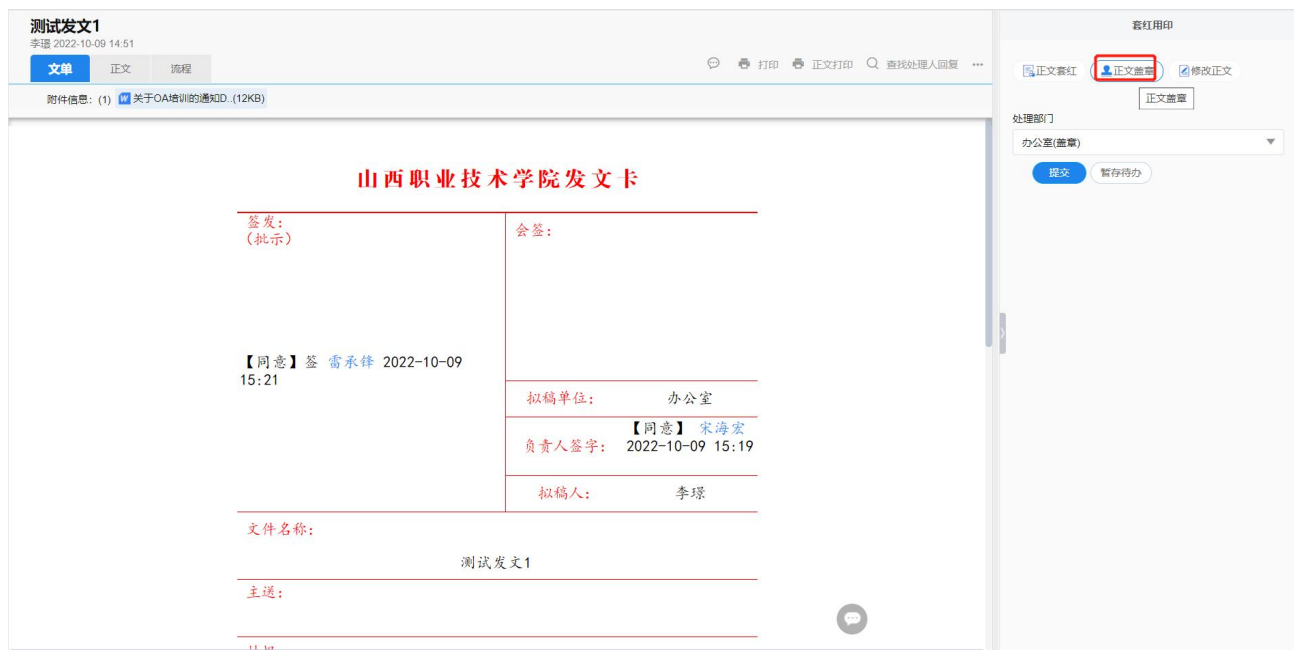 测试发文1
李璟 2022-10-09 14:51
文单 正文 流程
打印 正文打印 查找处理人回复 ...
附件信息: (1) 关于OA培训的通知D..(12KB)
山西职业技术学院发文卡
签发:
(批示)
会签:
【同意】签 雷承锋 2022-10-09
15:21
拟稿单位: 办公室
负责人签字: 【同意】 宋海宏
2022-10-09 15:19
拟稿人: 李璟
文件名称:
测试发文1
主送:
套红用印
正文套红 正文盖章 修改正文
正文盖章
处理部门
办公室(盖章)
提交 暂存待办